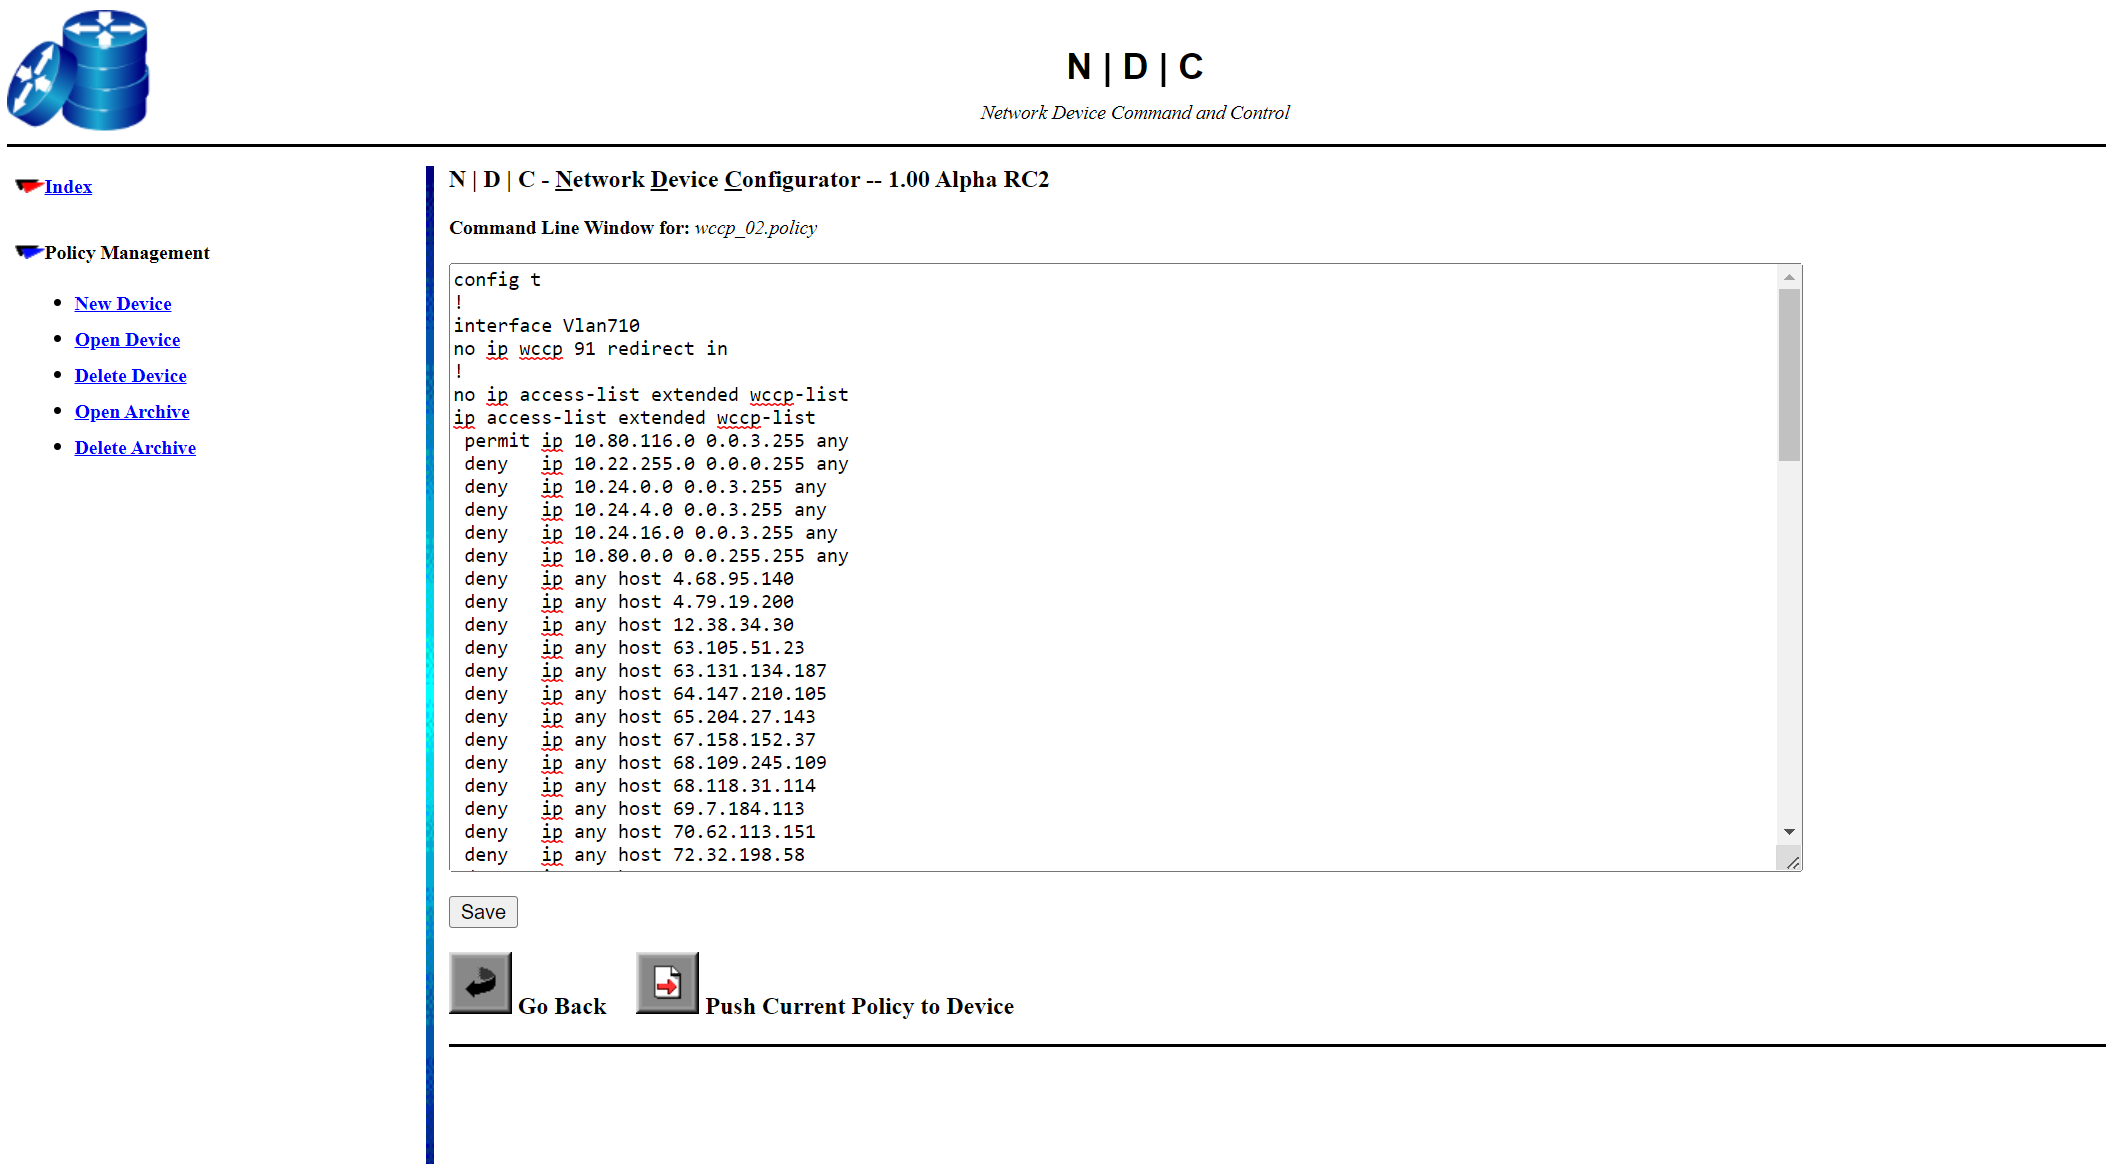 N | D | C
Network Device Command and Control
Index
Policy Management
New Device
Open Device
Delete Device
Open Archive
Delete Archive
N | D | C - Network Device Configurator -- 1.00 Alpha RC2
Command Line Window for: wccp_02.policy
config t
!
interface Vlan710
no ip wccp 91 redirect in
!
no ip access-list extended wccp-list
ip access-list extended wccp-list
 permit ip 10.80.116.0 0.0.3.255 any
 deny   ip 10.22.255.0 0.0.0.255 any
 deny   ip 10.24.0.0 0.0.3.255 any
 deny   ip 10.24.4.0 0.0.3.255 any
 deny   ip 10.24.16.0 0.0.3.255 any
 deny   ip 10.80.0.0 0.0.255.255 any
 deny   ip any host 4.68.95.140
 deny   ip any host 4.79.19.200
 deny   ip any host 12.38.34.30
 deny   ip any host 63.105.51.23
 deny   ip any host 63.131.134.187
 deny   ip any host 64.147.210.105
 deny   ip any host 65.204.27.143
 deny   ip any host 67.158.152.37
 deny   ip any host 68.109.245.109
 deny   ip any host 68.118.31.114
 deny   ip any host 69.7.184.113
 deny   ip any host 70.62.113.151
 deny   ip any host 72.32.198.58
Save
Go Back
Push Current Policy to Device